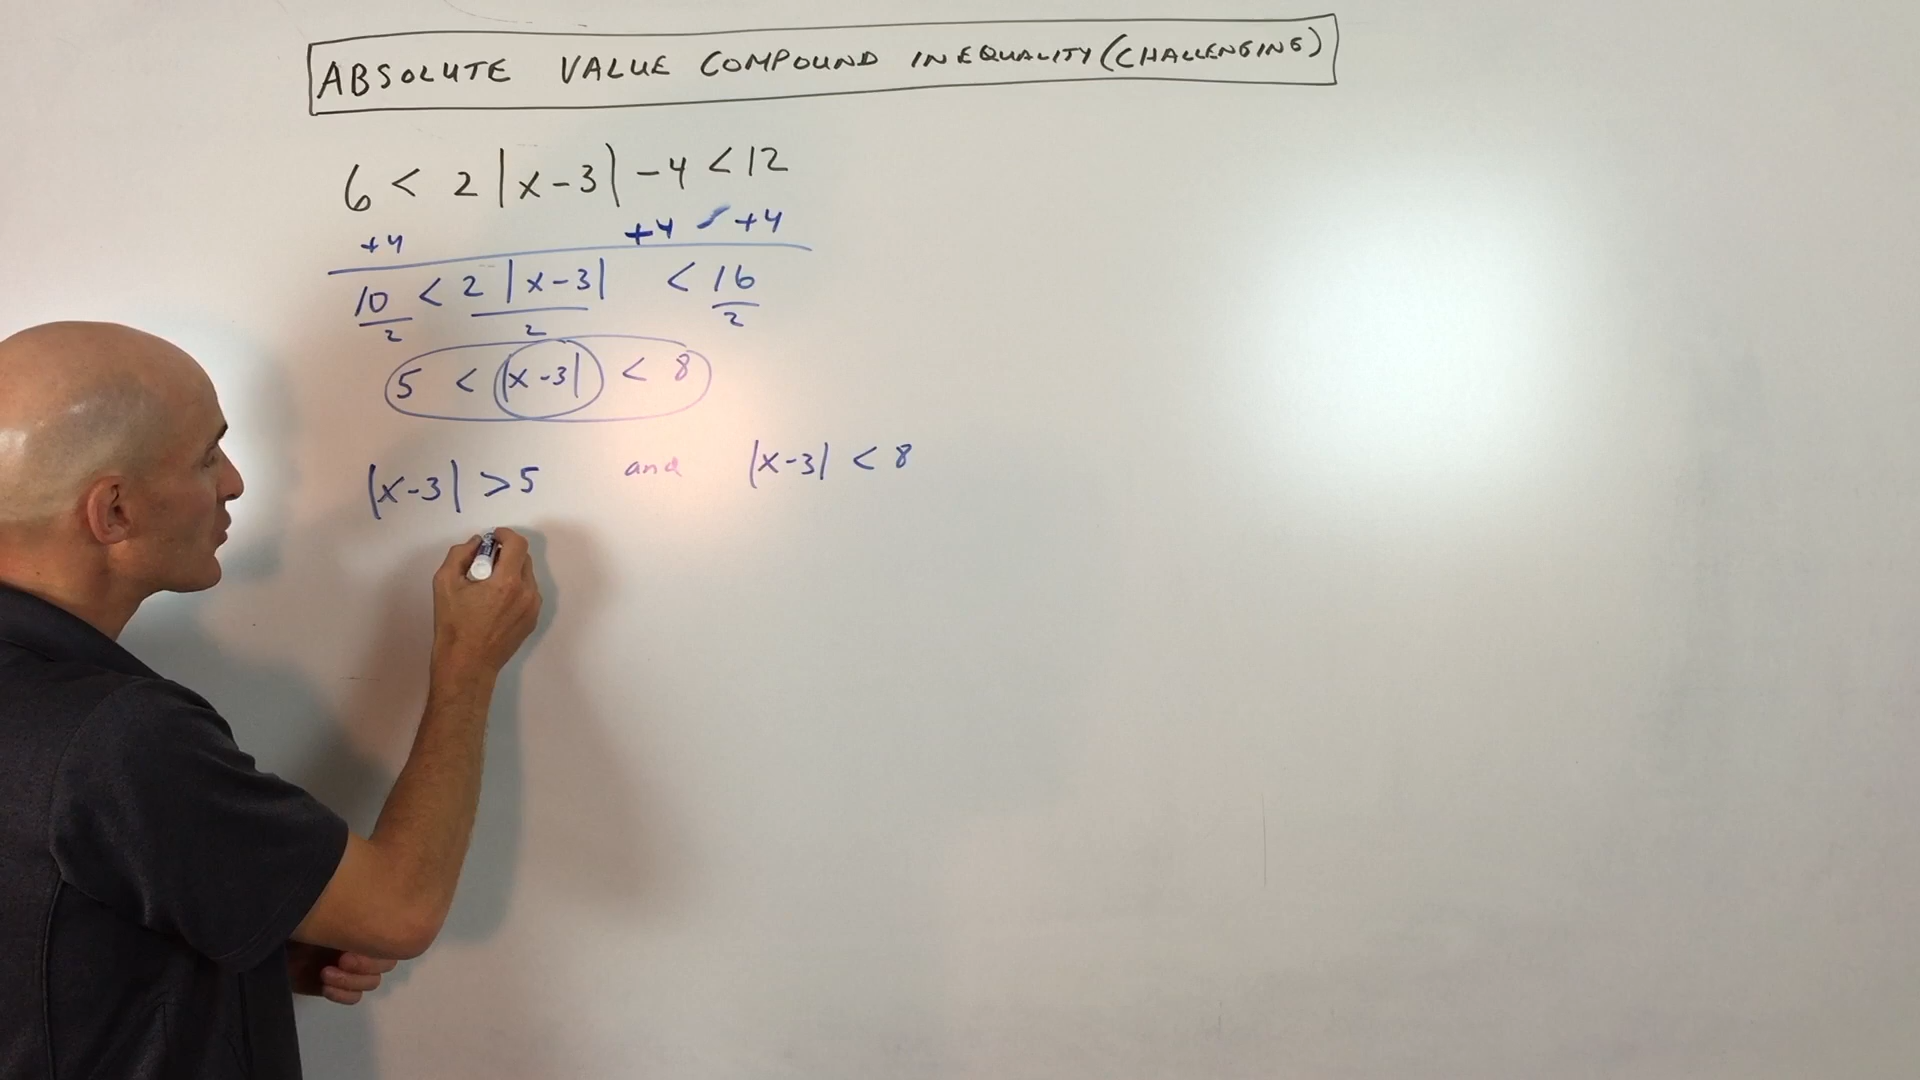 ABSOLUTE VALUE COMPOUND INEQUALITY (CHALLENGING)
6 < 2 |x-3| -4 < 12
+4 +4 +4
10 < 2 |x-3| < 16
2 2 2
5 < |x-3| < 8
|x-3| > 5 and |x-3| < 8